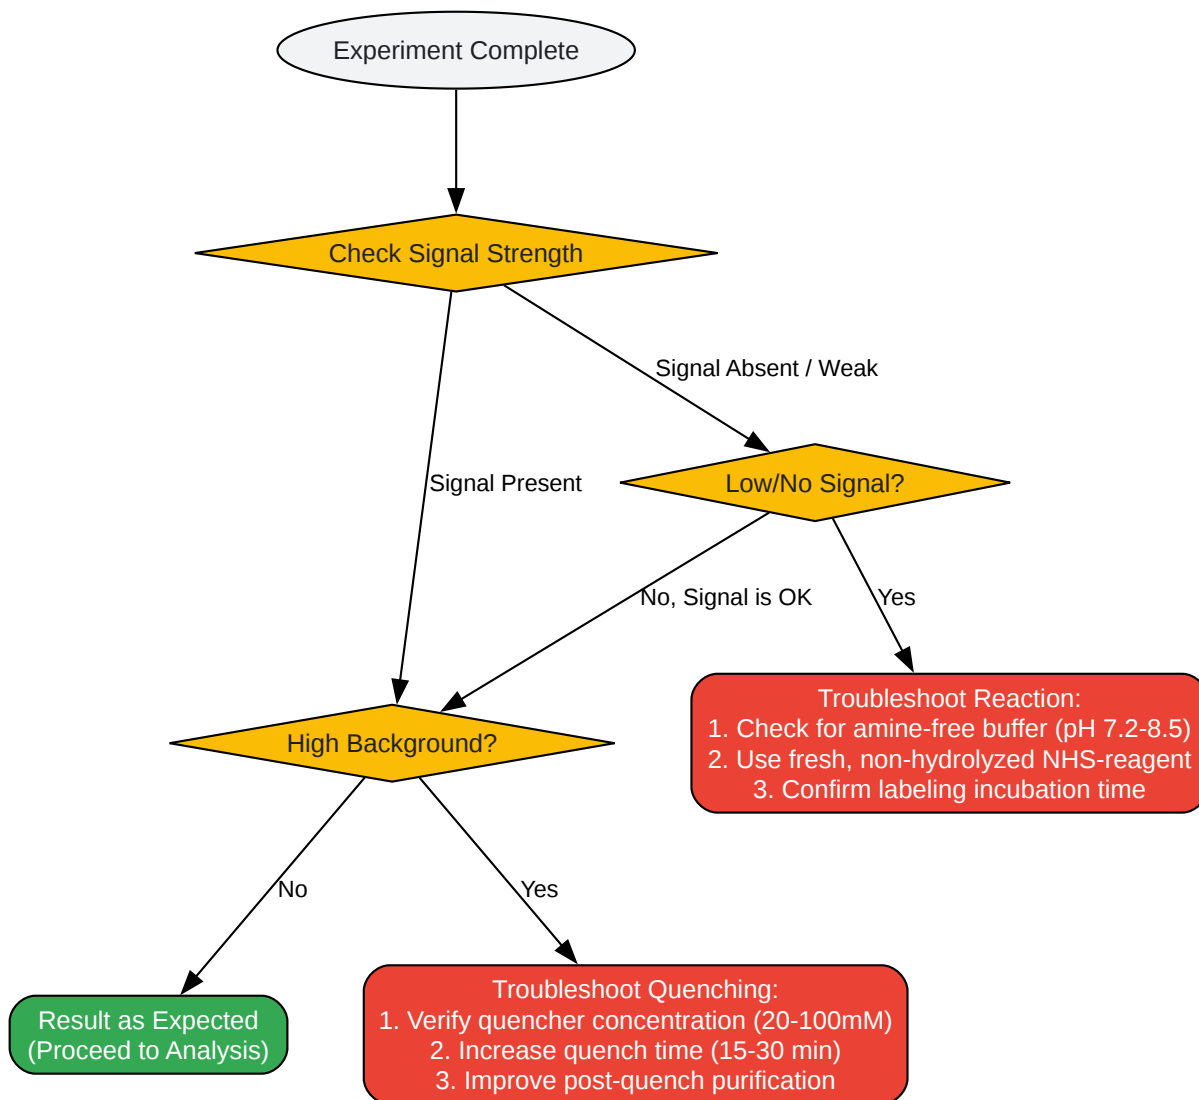 Experiment Complete
Check Signal Strength
Signal Absent / Weak
Signal Present
Low/No Signal?
No, Signal is OK
Yes
Troubleshoot Reaction:
1. Check for amine-free buffer (pH 7.2-8.5)
2. Use fresh, non-hydrolyzed NHS-reagent
3. Confirm labeling incubation time
High Background?
No
Yes
Result as Expected
(Proceed to Analysis)
Troubleshoot Quenching:
1. Verify quencher concentration (20-100mM)
2. Increase quench time (15-30 min)
3. Improve post-quench purification